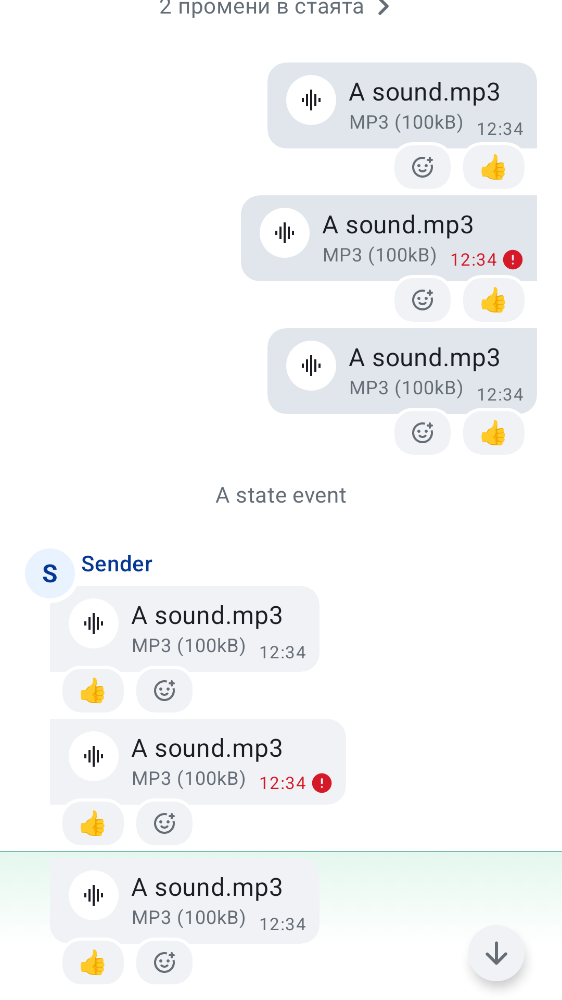 2 промени в стаята
A sound.mp3
MP3 (100kB) 12:34
👍
A sound.mp3
MP3 (100kB) 12:34
👍
A sound.mp3
MP3 (100kB) 12:34
👍
A state event
S Sender
A sound.mp3
MP3 (100kB) 12:34
👍
A sound.mp3
MP3 (100kB) 12:34
👍
A sound.mp3
MP3 (100kB) 12:34
👍